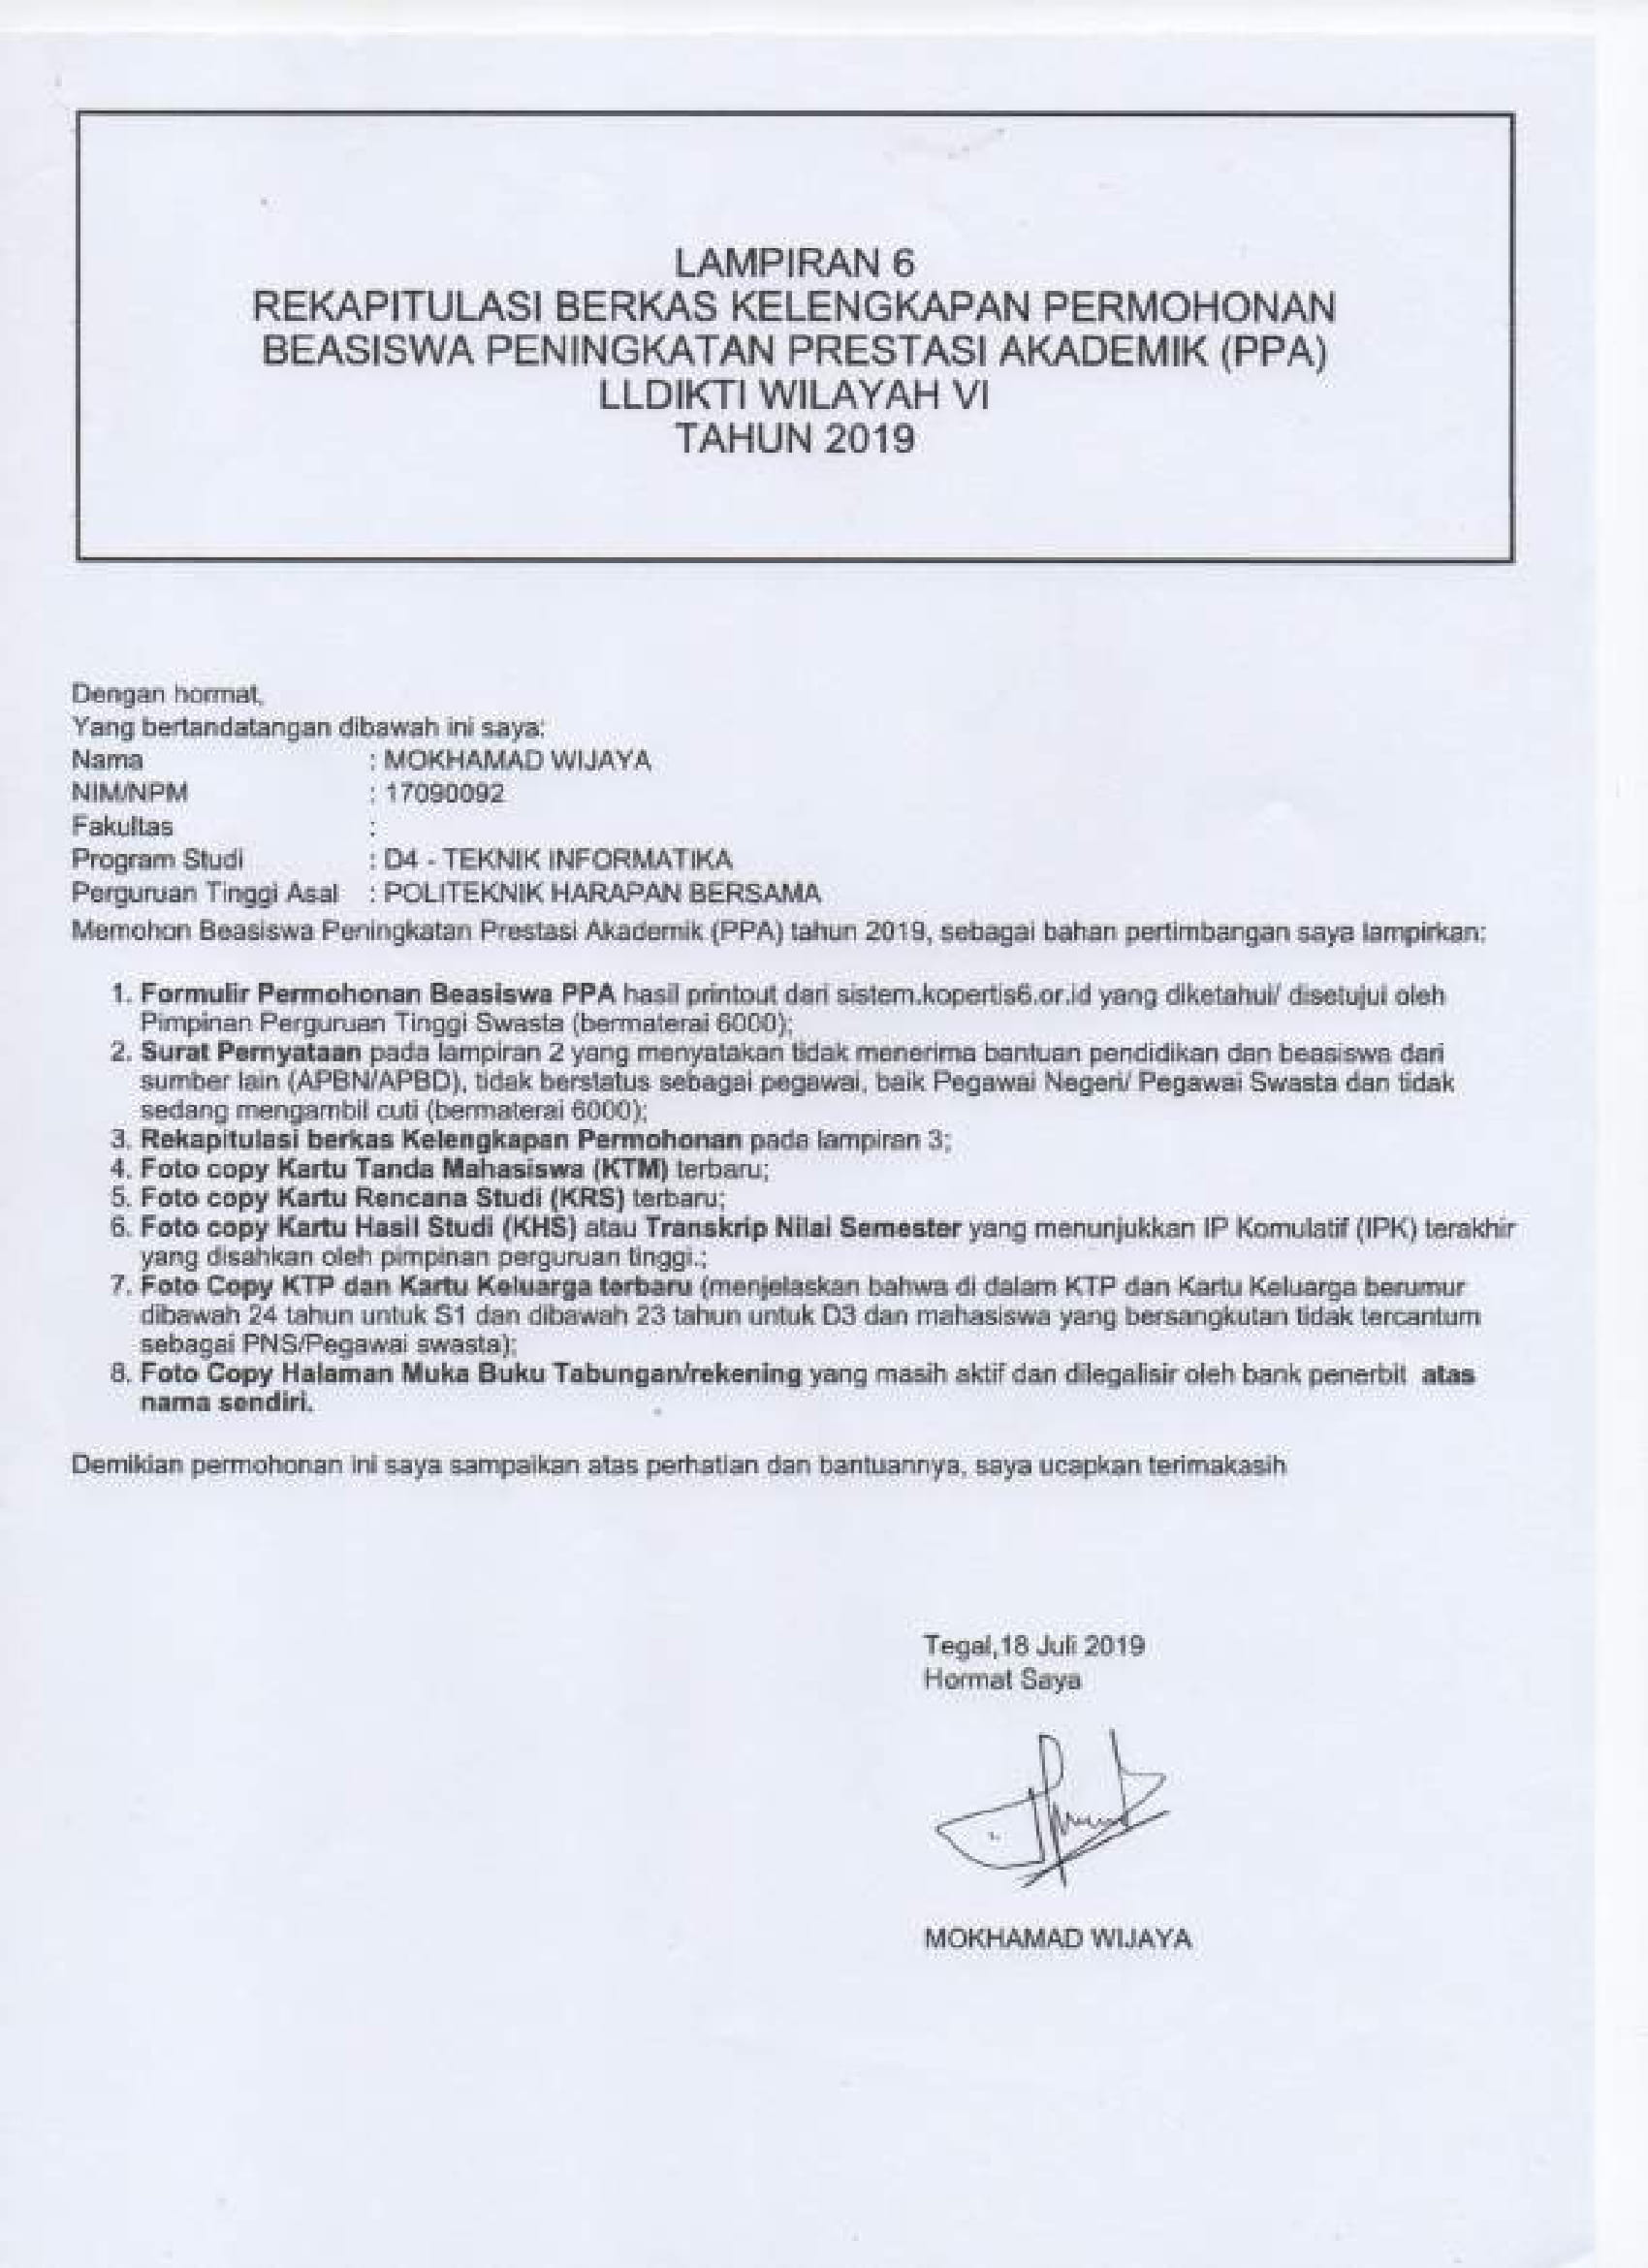 LAMPIRAN 6
REKAPITULASI BERKAS KELENGKAPAN PERMOHONAN
BEASISWA PENINGKATAN PRESTASI AKADEMIK (PPA)
LLDIKTI WILAYAH VI
TAHUN 2019
Dengan hormat,
Yang bertandatangan dibawah ini saya:
Nama : MOKHAMAD WIJAYA
NIM/NPM : 17090092
Fakultas :
Program Studi : D4 - TEKNIK INFORMATIKA
Perguruan Tinggi Asal : POLITEKNIK HARAPAN BERSAMA
Memohon Beasiswa Peningkatan Prestasi Akademik (PPA) tahun 2019, sebagai bahan pertimbangan saya lampirkan:
1. Formulir Permohonan Beasiswa PPA hasil printout dari sistem.kopertis6.or.id yang diketahui/ disetujui oleh
Pimpinan Perguruan Tinggi Swasta (bermaterai 6000);
2. Surat Pernyataan pada lampiran 2 yang menyatakan tidak menerima bantuan pendidikan dan beasiswa dari
sumber lain (APBN/APBD), tidak berstatus sebagai pegawai, baik Pegawai Negeri/ Pegawai Swasta dan tidak
sedang mengambil cuti (bermaterai 6000);
3. Rekapitulasi berkas Kelengkapan Permohonan pada lampiran 3;
4. Foto copy Kartu Tanda Mahasiswa (KTM) terbaru;
5. Foto copy Kartu Rencana Studi (KRS) terbaru;
6. Foto copy Kartu Hasil Studi (KHS) atau Transkrip Nilai Semester yang menunjukkan IP Komulatif (IPK) terakhir
yang disahkan oleh pimpinan perguruan tinggi.;
7. Foto Copy KTP dan Kartu Keluarga terbaru (menjelaskan bahwa di dalam KTP dan Kartu Keluarga berumur
dibawah 24 tahun untuk S1 dan dibawah 23 tahun untuk D3 dan mahasiswa yang bersangkutan tidak tercantum
sebagai PNS/Pegawai swasta);
8. Foto Copy Halaman Muka Buku Tabungan/rekening yang masih aktif dan dilegalisir oleh bank penerbit atas
nama sendiri.
Demikian permohonan ini saya sampaikan atas perhatian dan bantuannya, saya ucapkan terimakasih
Tegal,18 Juli 2019
Hormat Saya
MOKHAMAD WIJAYA